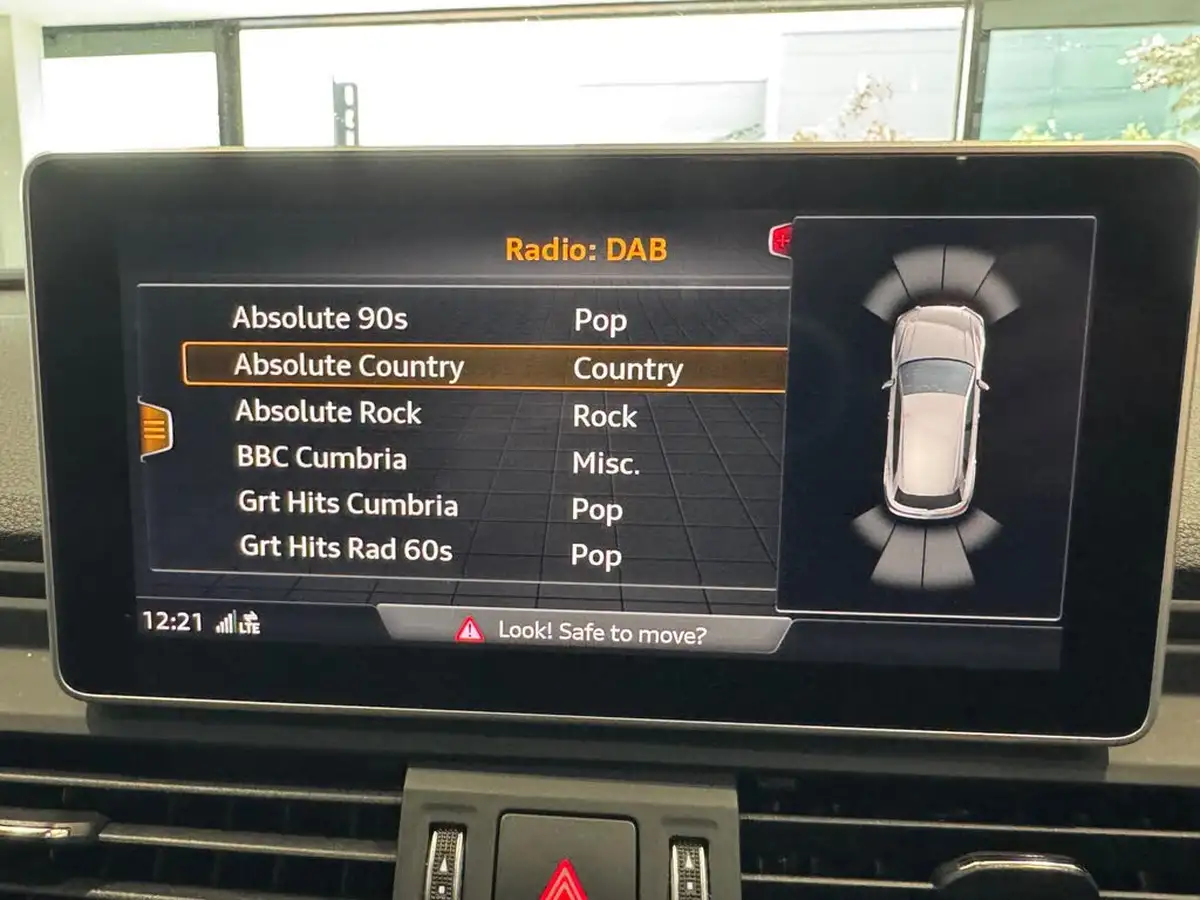 Radio: DAB
Absolute 90s Pop
Absolute Country Country
Absolute Rock Rock
BBC Cumbria Misc.
Grt Hits Cumbria Pop
Grt Hits Rad 60s Pop
12:21 LTE Look! Safe to move?